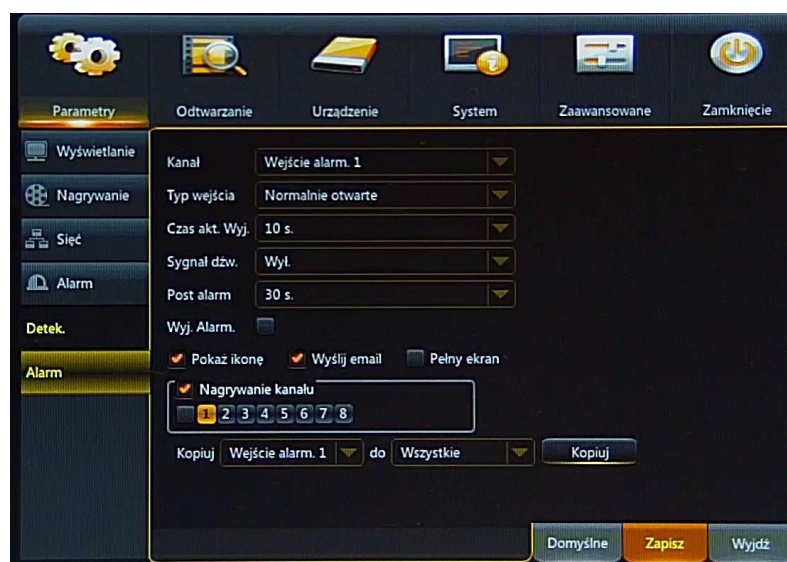 Parametry
Odtwarzanie
Urządzenie
System
Zaawansowane
Zamknięcie
Wyświetlanie
Nagrywanie
Sięć
Alarm
Detek.
Alarm
Kanał Wejście alarm. 1
Typ wejścia Normalnie otwarte
Czas akt. Wyj. 10 s.
Sygnał dźw. Wył.
Post alarm 30 s.
Wyj. Alarm.
Pokaż ikonę Wyślij email Pełny ekran
Nagrywanie kanału
1 2 3 4 5 6 7 8
Kopiuj Wejście alarm. 1 do Wszystkie Kopiuj
Domyślne Zapisz Wyjdź